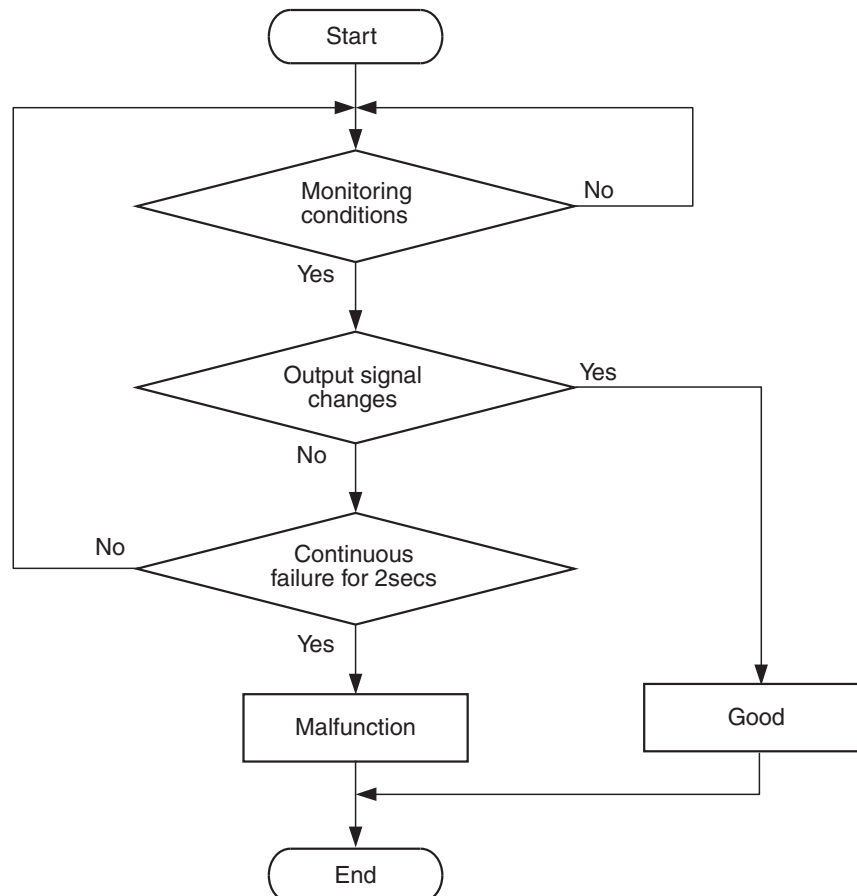 Start
Monitoring
conditions
No
Yes
Output signal
changes
Yes
No
Continuous
failure for 2secs
No
Yes
Malfunction
Good
End